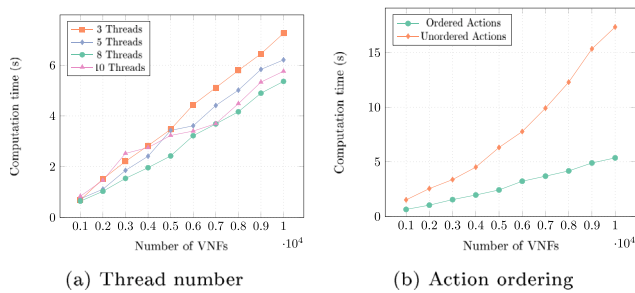 3 Threads
5 Threads
8 Threads
10 Threads
Computation time (s)
6
4
2
0
0.1 0.2 0.3 0.4 0.5 0.6 0.7 0.8 0.9 1
Number of VNFs
·10⁴
(a) Thread number
Ordered Actions
Unordered Actions
Computation time (s)
15
10
5
0
0.1 0.2 0.3 0.4 0.5 0.6 0.7 0.8 0.9 1
Number of VNFs
·10⁴
(b) Action ordering